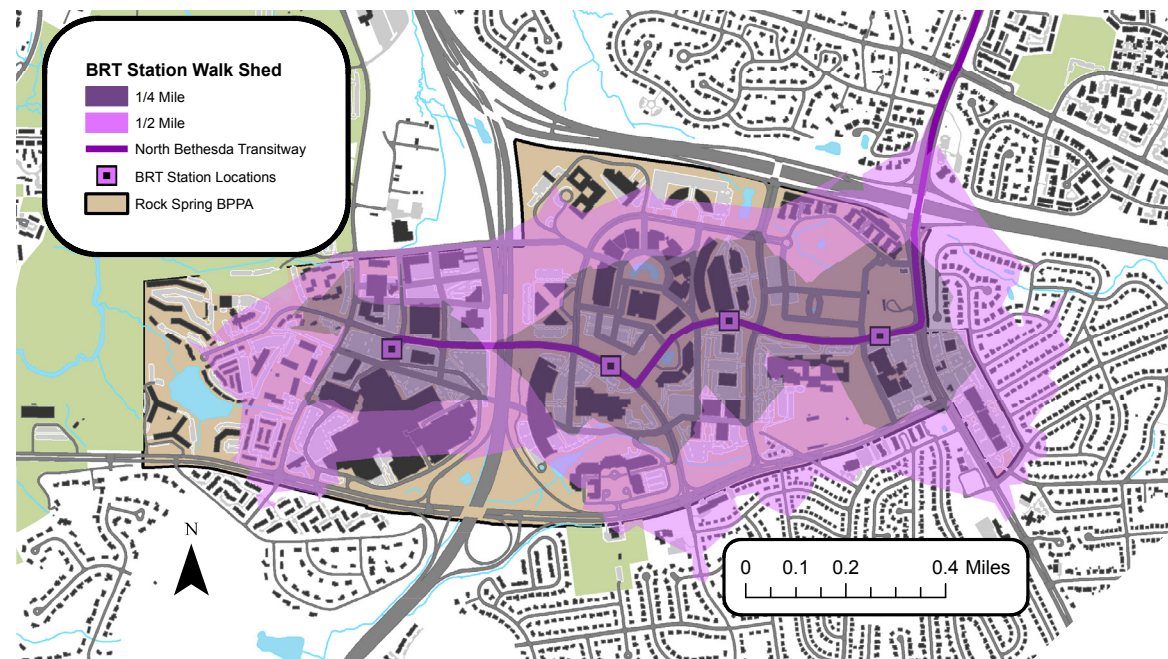 BRT Station Walk Shed
1/4 Mile
1/2 Mile
North Bethesda Transitway
BRT Station Locations
Rock Spring BPPA
N
0 0.1 0.2 0.4 Miles